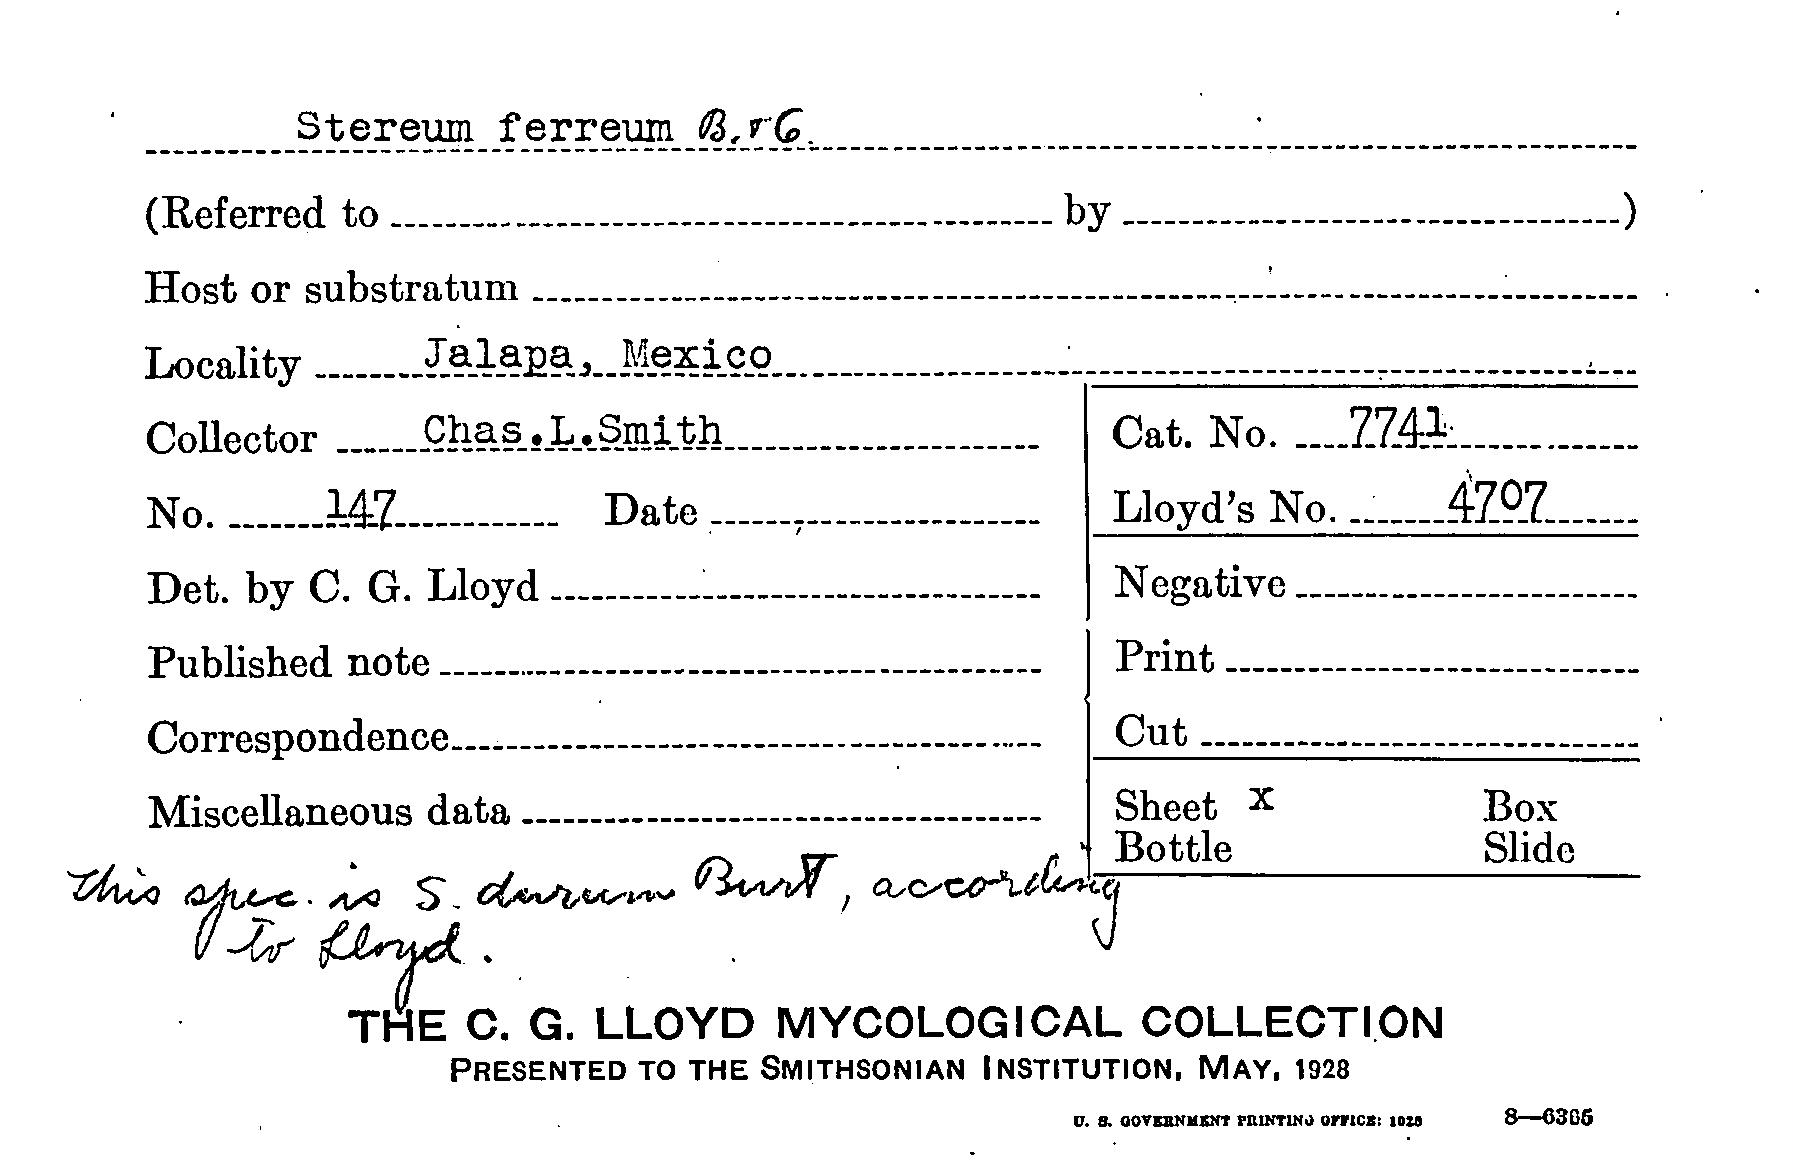 Stereum ferreum B. & C.
(Referred to by )
Host or substratum
Locality Jalapa, Mexico
Collector Chas.L.Smith
Cat. No. 7741
No. 147 Date
Lloyd's No. 4707
Det. by C. G. Lloyd
Negative
Published note
Print
Correspondence
Cut
Miscellaneous data
Sheet x Box
Bottle Slide
This spec. is S. durum Burt, according
to Lloyd.
THE C. G. LLOYD MYCOLOGICAL COLLECTION
PRESENTED TO THE SMITHSONIAN INSTITUTION, MAY, 1928
U. S. GOVERNMENT PRINTING OFFICE: